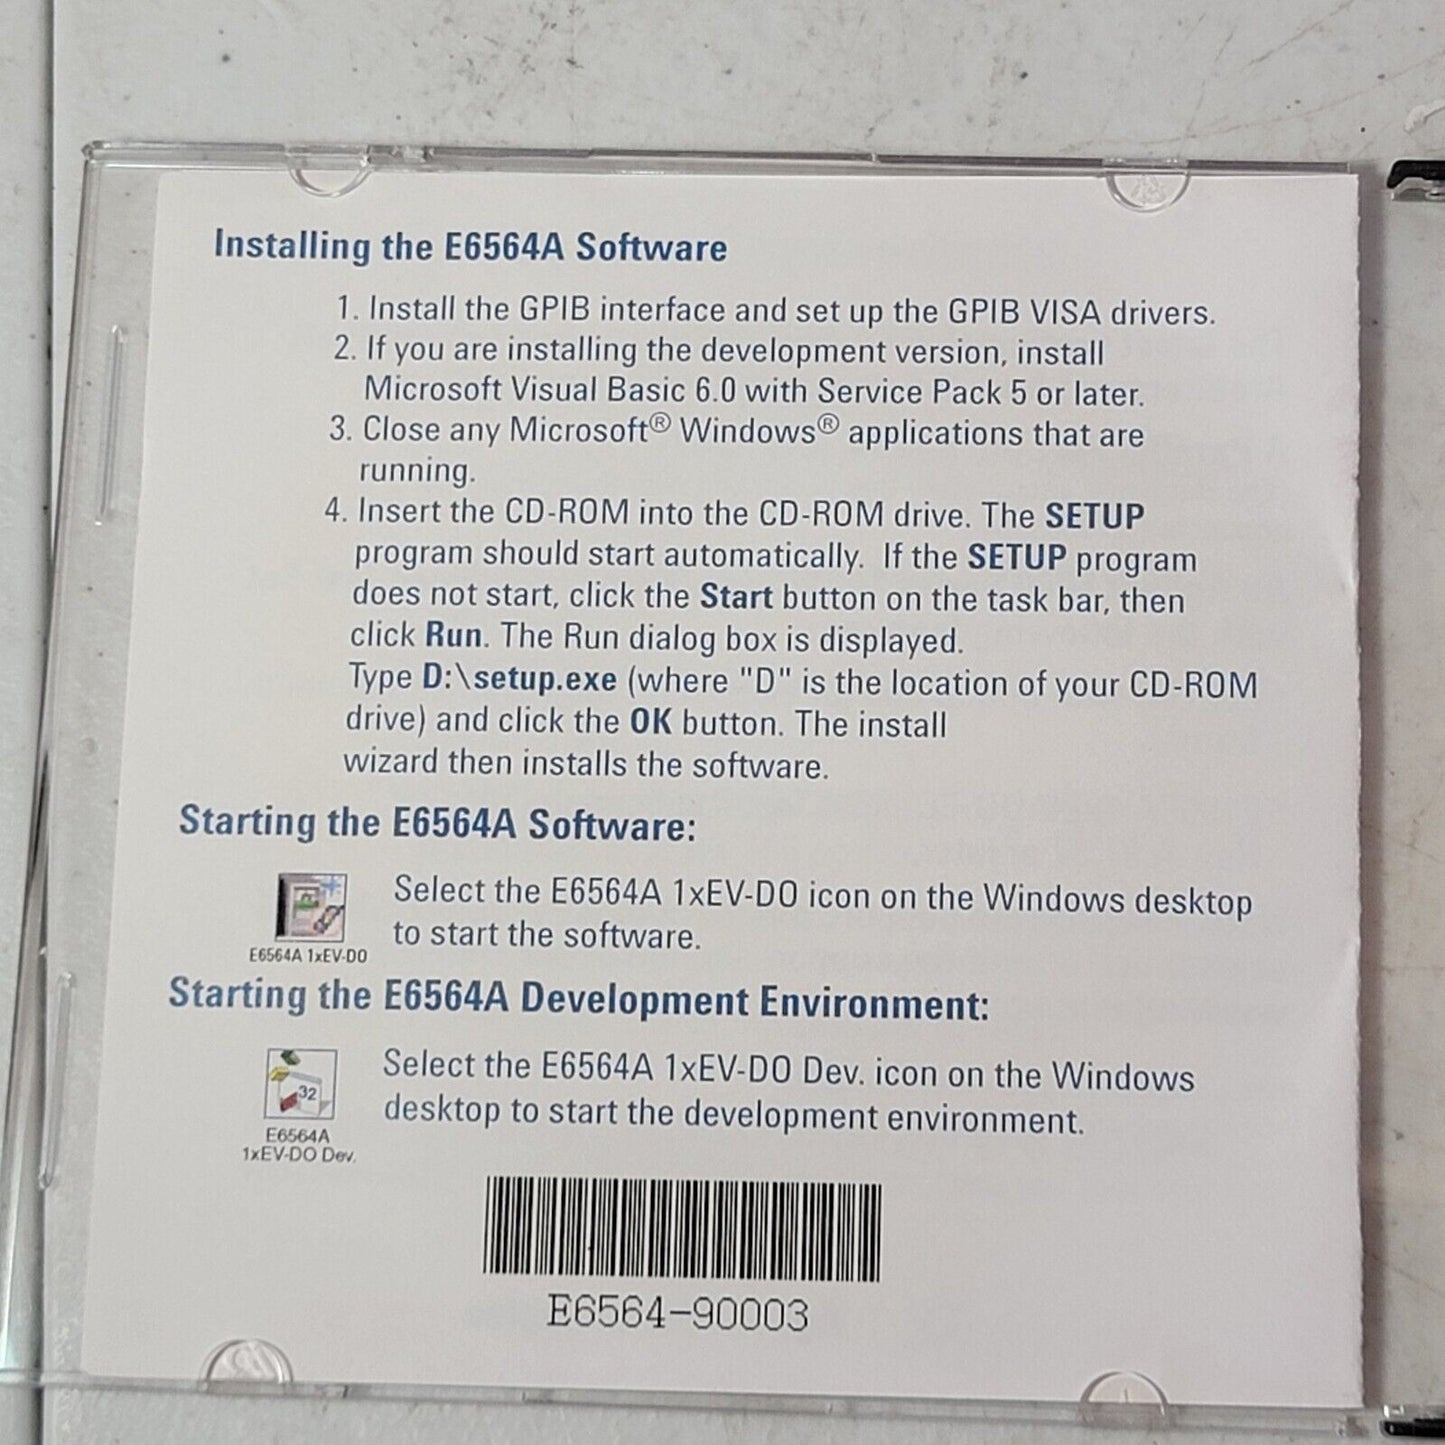 Installing the E6564A Software
1. Install the GPIB interface and set up the GPIB VISA drivers.
2. If you are installing the development version, install
Microsoft Visual Basic 6.0 with Service Pack 5 or later.
3. Close any Microsoft® Windows® applications that are
running.
4. Insert the CD-ROM into the CD-ROM drive. The SETUP
program should start automatically.  If the SETUP program
does not start, click the Start button on the task bar, then
click Run. The Run dialog box is displayed.
Type D:\setup.exe (where "D" is the location of your CD-ROM
drive) and click the OK button. The install
wizard then installs the software.
Starting the E6564A Software:
Select the E6564A 1xEV-DO icon on the Windows desktop
to start the software.
E6564A 1xEV-DO
Starting the E6564A Development Environment:
Select the E6564A 1xEV-DO Dev. icon on the Windows
desktop to start the development environment.
32
E6564A
1xEV-DO Dev.
E6564-90003